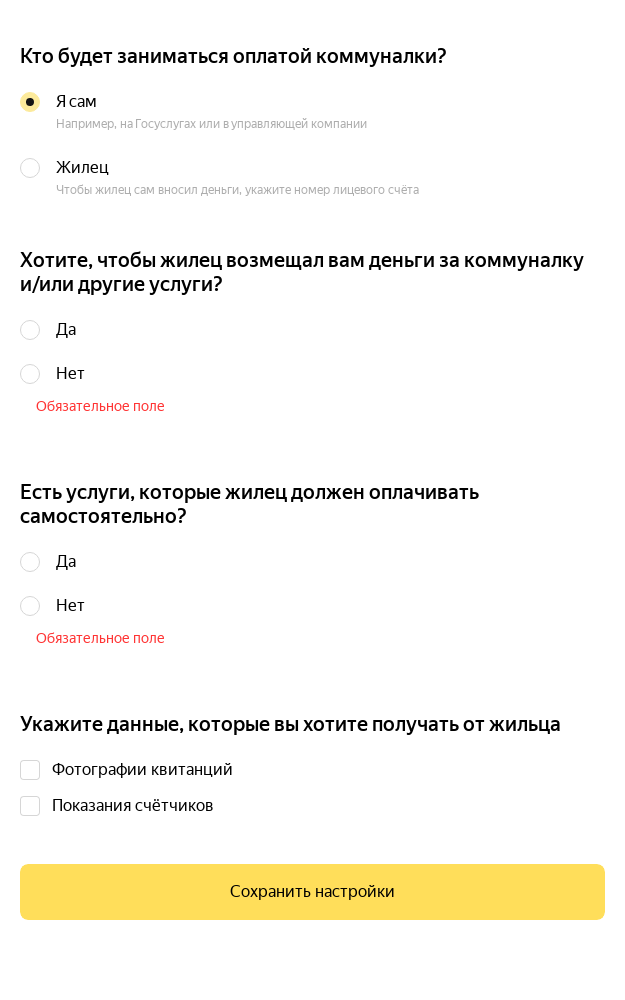 Кто будет заниматься оплатой коммуналки?
Я сам
Например, на Госуслугах или в управляющей компании
Жилец
Чтобы жилец сам вносил деньги, укажите номер лицевого счёта
Хотите, чтобы жилец возмещал вам деньги за коммуналку
и/или другие услуги?
Да
Нет
Обязательное поле
Есть услуги, которые жилец должен оплачивать
самостоятельно?
Да
Нет
Обязательное поле
Укажите данные, которые вы хотите получать от жильца
Фотографии квитанций
Показания счётчиков
Сохранить настройки